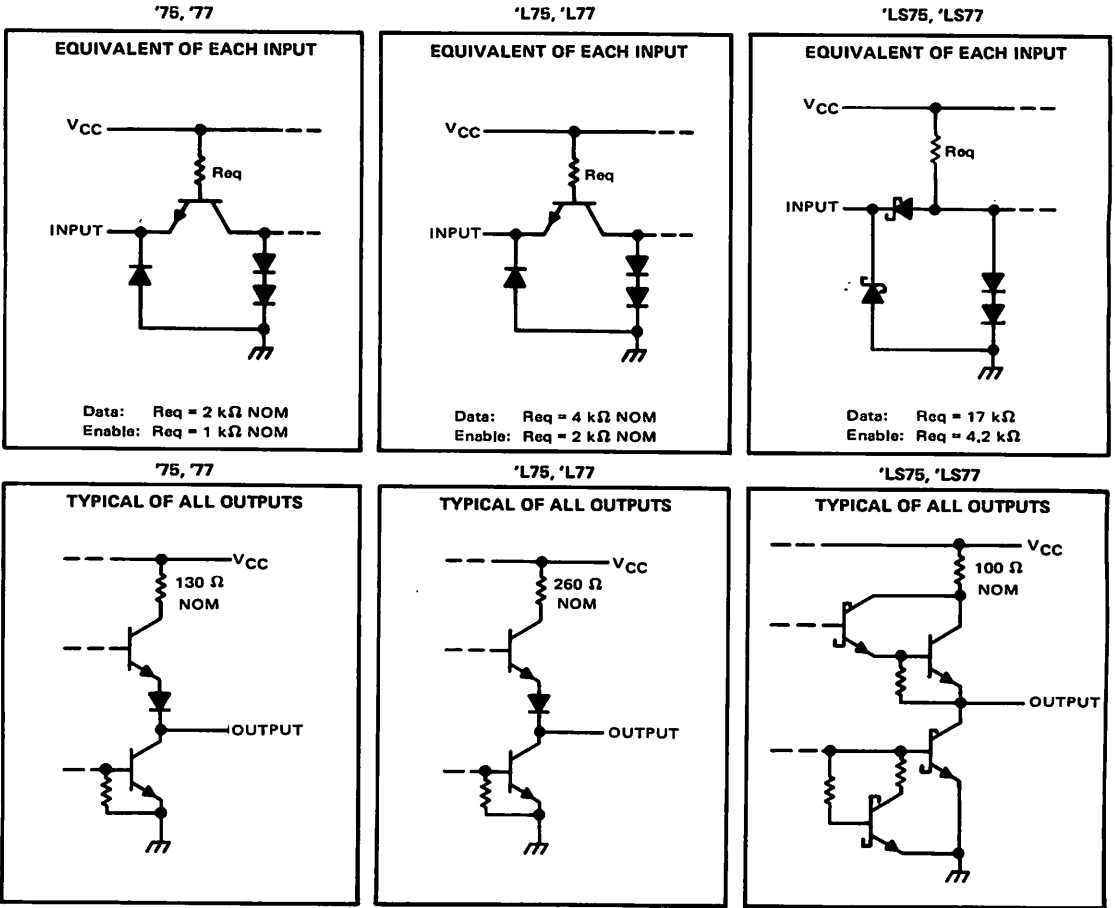 '75, '77
EQUIVALENT OF EACH INPUT
VCC
Req
INPUT
Data: Req = 2 kΩ NOM
Enable: Req = 1 kΩ NOM
'L75, 'L77
EQUIVALENT OF EACH INPUT
VCC
Req
INPUT
Data: Req = 4 kΩ NOM
Enable: Req = 2 kΩ NOM
'LS75, 'LS77
EQUIVALENT OF EACH INPUT
VCC
Req
INPUT
Data: Req = 17 kΩ
Enable: Req = 4.2 kΩ
'75, '77
TYPICAL OF ALL OUTPUTS
VCC
130 Ω
NOM
OUTPUT
'L75, 'L77
TYPICAL OF ALL OUTPUTS
VCC
260 Ω
NOM
OUTPUT
'LS75, 'LS77
TYPICAL OF ALL OUTPUTS
VCC
100 Ω
NOM
OUTPUT